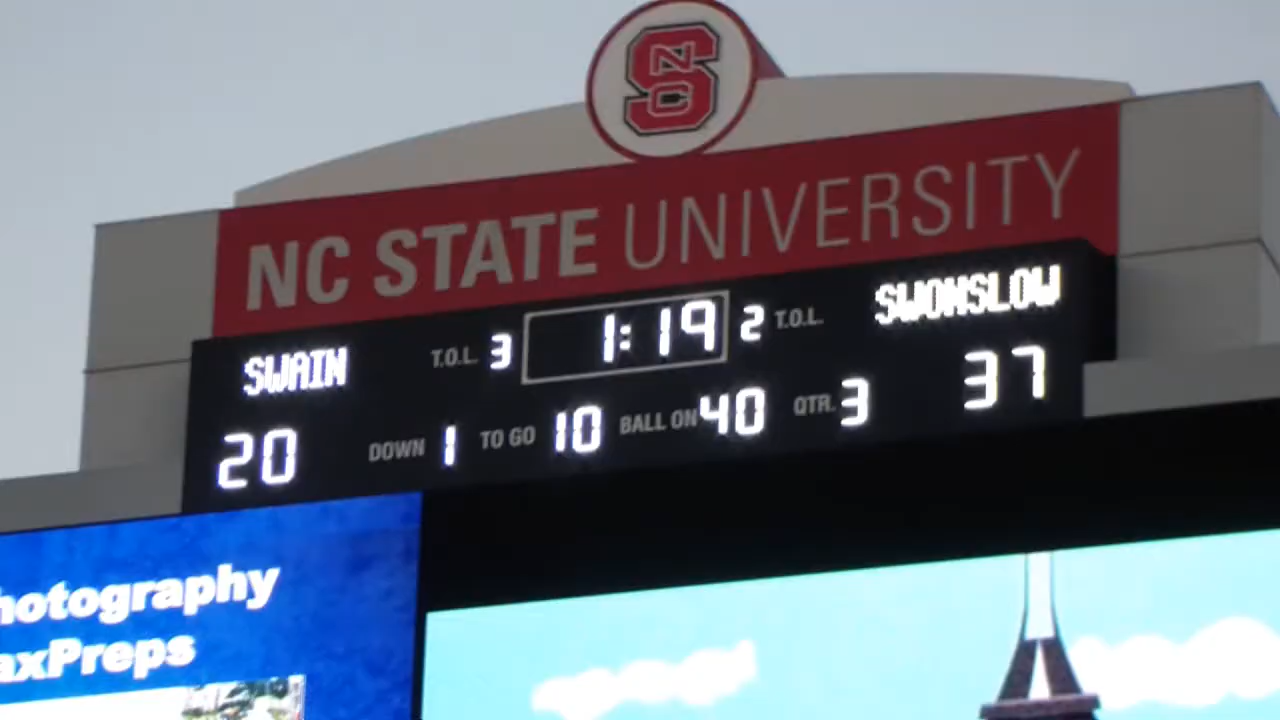 NSC
NC STATE UNIVERSITY
SWAIN T.O.L. 3 1:19 2 T.O.L. SWONSLOW
20 DOWN 1 TO GO 10 BALL ON 40 QTR. 3 37
hotography
axPreps